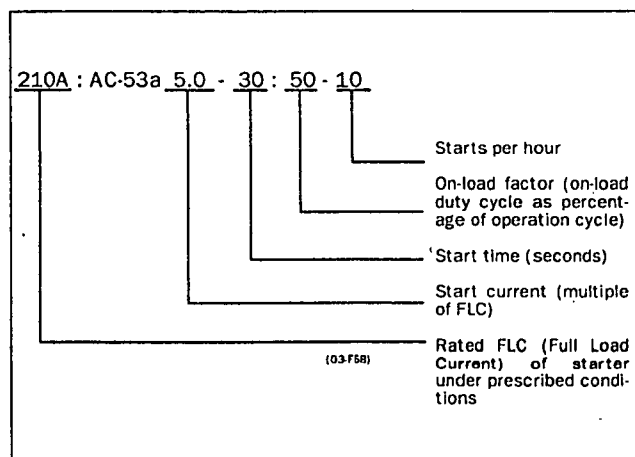 210A : AC-53a 5.0 - 30 : 50 - 10
Starts per hour
On-load factor (on-load
duty cycle as percent-
age of operation cycle)
Start time (seconds)
Start current (multiple
of FLC)
(03-F68)
Rated FLC (Full Load
Current) of starter
under prescribed condi-
tions